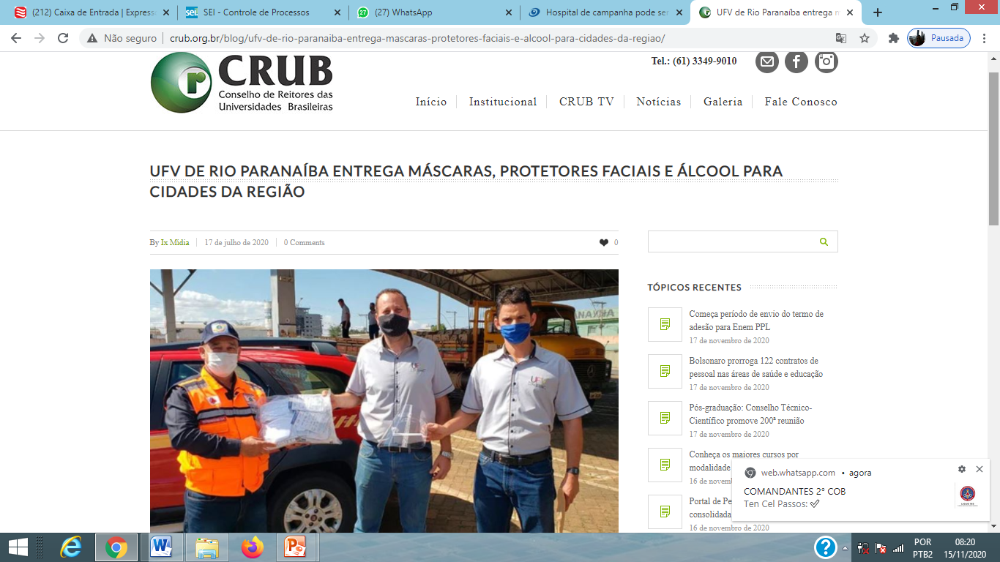 (212) Caixa de Entrada | Express
SEI - Controle de Processos
(27) WhatsApp
Hospital de campanha pode ser
UFV de Rio Paranaíba entrega m
Não seguro
crub.org.br/blog/ufv-de-rio-paranaiba-entrega-mascaras-protetores-faciais-e-alcool-para-cidades-da-regiao/
Pausada
CRUB
Conselho de Reitores das
Universidades Brasileiras
Tel.: (61) 3349-9010
Início
Institucional
CRUB TV
Notícias
Galeria
Fale Conosco
UFV DE RIO PARANAÍBA ENTREGA MÁSCARAS, PROTETORES FACIAIS E ÁLCOOL PARA
CIDADES DA REGIÃO
By Ix Midia
17 de julho de 2020
0 Comments
0
TÓPICOS RECENTES
Começa período de envio do termo de
adesão para Enem PPL
17 de novembro de 2020
Bolsonaro prorroga 122 contratos de
pessoal nas áreas de saúde e educação
17 de novembro de 2020
Pós-graduação: Conselho Técnico-
Científico promove 200ª reunião
17 de novembro de 2020
Conheça os maiores cursos por
modalidade
16 de novembro de 2020
Portal de Pe
consolidada
16 de novembro de 2020
web.whatsapp.com • agora
COMANDANTES 2º COB
Ten Cel Passos:
POR
PTB2
08:20
15/11/2020